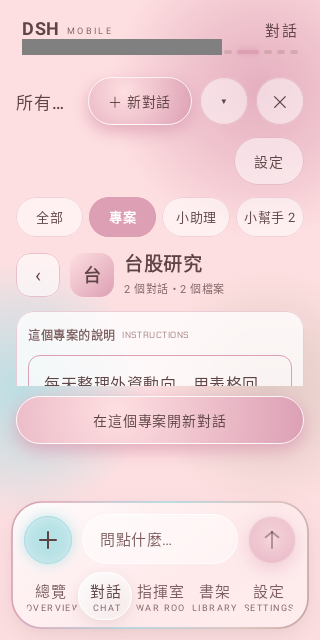 DSH MOBILE
對話
所有…
＋ 新對話
▾
×
設定
全部
專案
小助理
小幫手 2
‹
台
台股研究
2 個對話・2 個檔案
這個專案的說明 INSTRUCTIONS
每天整理外資動向，用表格回
在這個專案開新對話
+
問點什麼…
↑
總覽 對話 指揮室 書架 設定
OVERVIEW CHAT WAR ROO LIBRARY SETTINGS